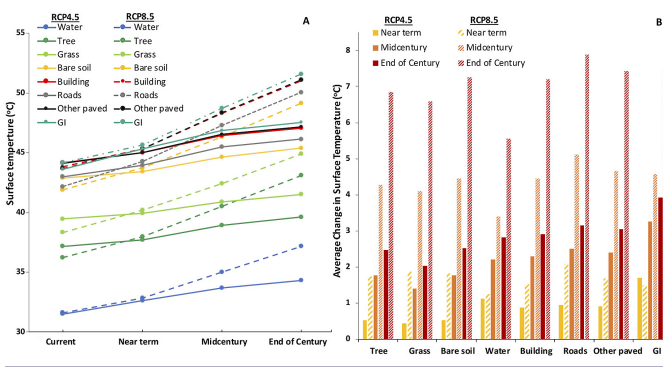 A
RCP4.5 RCP8.5
Water Water
Tree Tree
Grass Grass
Bare soil Bare soil
Building Building
Roads Roads
Other paved Other paved
GI GI
Surface temperture (°C)
55
50
45
40
35
30
Current Near term Midcentury End of Century
B
RCP4.5 RCP8.5
Near term Near term
Midcentury Midcentury
End of Century End of Century
Average Change in Surface Temperature (°C)
8
7
6
5
4
3
2
1
0
Tree Grass Bare soil Water Building Roads Other paved GI